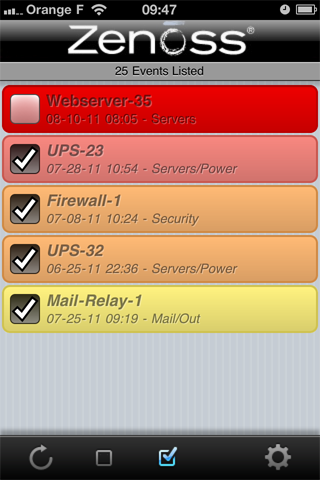 Orange F 09:47
Zenoss®
25 Events Listed
Webserver-35
08-10-11 08:05 - Servers
UPS-23
07-28-11 10:54 - Servers/Power
Firewall-1
07-08-11 10:24 - Security
UPS-32
06-25-11 22:36 - Servers/Power
Mail-Relay-1
07-25-11 09:19 - Mail/Out